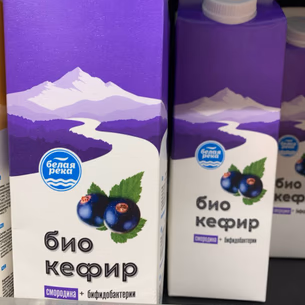 белая
река
био
кефир
смородина + бифидобактерии
белая
река
био
кефир
смородина + бифидобактерии